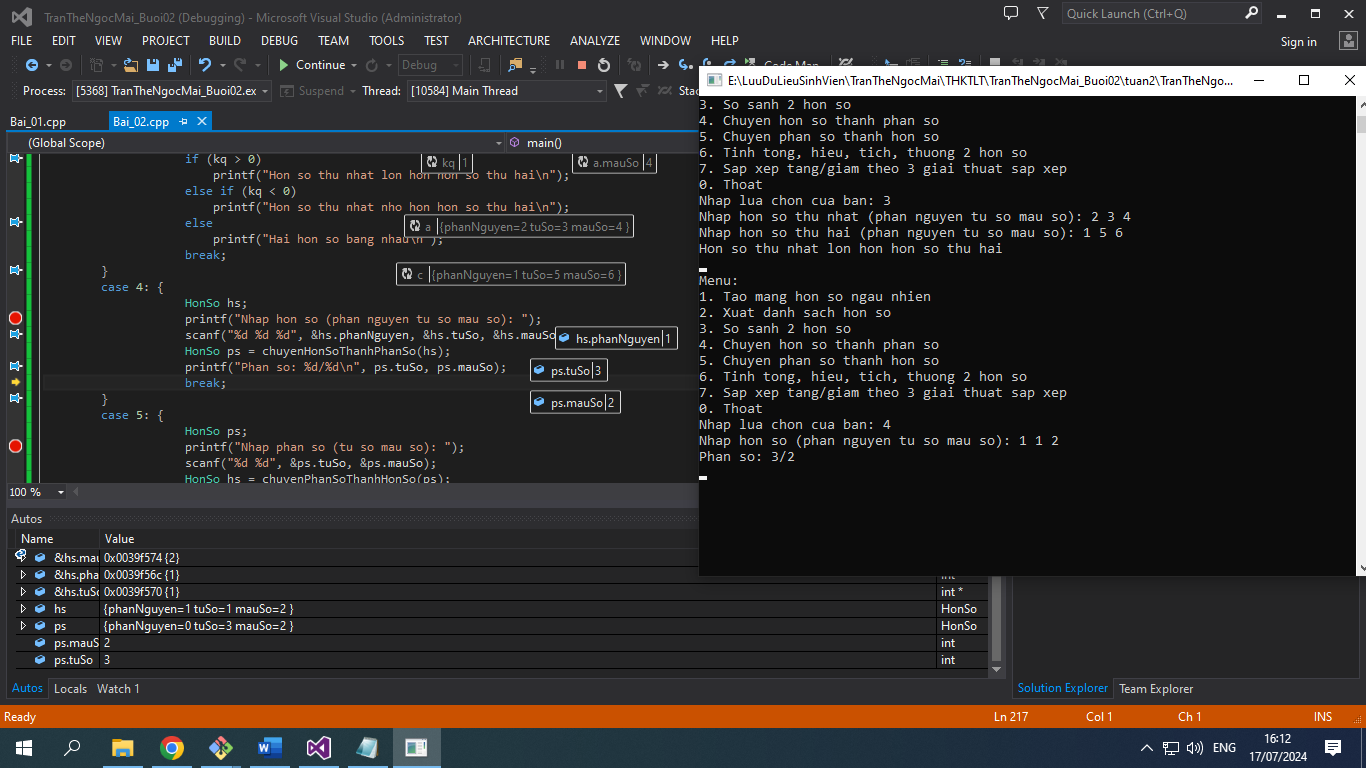 TranTheNgocMai_Buoi02 (Debugging) - Microsoft Visual Studio (Administrator)
Quick Launch (Ctrl+Q)
FILE EDIT VIEW PROJECT BUILD DEBUG TEAM TOOLS TEST ARCHITECTURE ANALYZE WINDOW HELP
Sign in
Continue Debug Code Map
Process: [5368] TranTheNgocMai_Buoi02.ex Suspend Thread: [10584] Main Thread
Bai_01.cpp Bai_02.cpp
(Global Scope) main()
if (kq > 0)
kq 1
a.mauSo 4
printf("Hon so thu nhat lon hon hon so thu hai\n");
else if (kq < 0)
printf("Hon so thu nhat nho hon hon so thu hai\n");
else
a {phanNguyen=2 tuSo=3 mauSo=4 }
printf("Hai hon so bang nhau\n");
break;
}
c {phanNguyen=1 tuSo=5 mauSo=6 }
case 4: {
HonSo hs;
printf("Nhap hon so (phan nguyen tu so mau so): ");
scanf("%d %d %d", &hs.phanNguyen, &hs.tuSo, &hs.mauSo
hs.phanNguyen 1
HonSo ps = chuyenHonSoThanhPhanSo(hs);
printf("Phan so: %d/%d\n", ps.tuSo, ps.mauSo);
ps.tuSo 3
break;
}
ps.mauSo 2
case 5: {
HonSo ps;
printf("Nhap phan so (tu so mau so): ");
scanf("%d %d", &ps.tuSo, &ps.mauSo);
HonSo hs = chuyenPhanSoThanhHonSo(ps);
100 %
E:\LuuDuLieuSinhVien\TranTheNgocMai\THKTLT\TranTheNgocMai_Buoi02\tuan2\TranTheNgo...
3. So sanh 2 hon so
4. Chuyen hon so thanh phan so
5. Chuyen phan so thanh hon so
6. Tinh tong, hieu, tich, thuong 2 hon so
7. Sap xep tang/giam theo 3 giai thuat sap xep
0. Thoat
Nhap lua chon cua ban: 3
Nhap hon so thu nhat (phan nguyen tu so mau so): 2 3 4
Nhap hon so thu hai (phan nguyen tu so mau so): 1 5 6
Hon so thu nhat lon hon hon so thu hai
Menu:
1. Tao mang hon so ngau nhien
2. Xuat danh sach hon so
3. So sanh 2 hon so
4. Chuyen hon so thanh phan so
5. Chuyen phan so thanh hon so
6. Tinh tong, hieu, tich, thuong 2 hon so
7. Sap xep tang/giam theo 3 giai thuat sap xep
0. Thoat
Nhap lua chon cua ban: 4
Nhap hon so (phan nguyen tu so mau so): 1 1 2
Phan so: 3/2
Autos
Name Value
&hs.mau 0x0039f574 {2}
&hs.pha 0x0039f56c {1}
&hs.tuSo 0x0039f570 {1} int *
hs {phanNguyen=1 tuSo=1 mauSo=2 } HonSo
ps {phanNguyen=0 tuSo=3 mauSo=2 } HonSo
ps.mauS 2 int
ps.tuSo 3 int
Autos Locals Watch 1
Solution Explorer Team Explorer
Ready Ln 217 Col 1 Ch 1 INS
ENG
16:12
17/07/2024